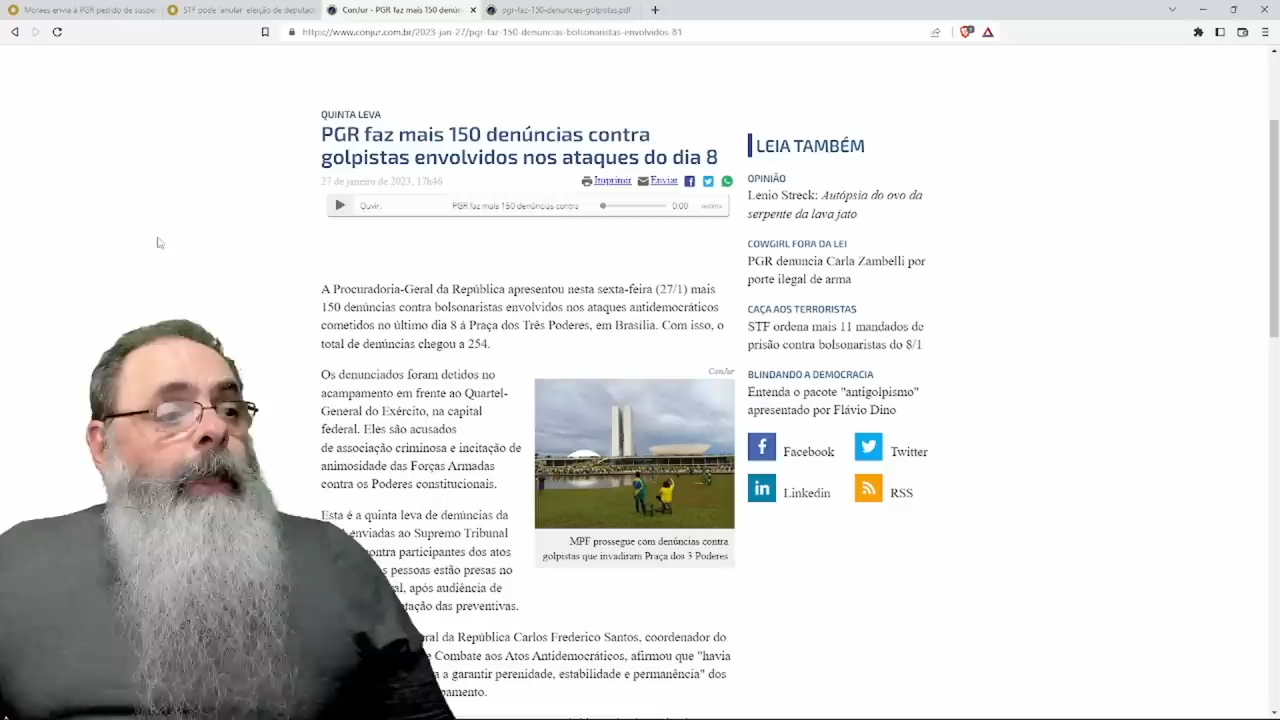 Moraes envia à PGR pedido de suspe
STF pode 'anular' eleição de deputado
ConJur - PGR faz mais 150 denún
pgr-faz-150-denuncias-golpistas.pdf
https://www.conjur.com.br/2023-jan-27/pgr-faz-150-denuncias-bolsonaristas-envolvidos-81
QUINTA LEVA
PGR faz mais 150 denúncias contra
golpistas envolvidos nos ataques do dia 8
27 de janeiro de 2023, 17h46
Imprimir Enviar
Ouvir: PGR faz mais 150 denúncias contra 0:00
A Procuradoria-Geral da República apresentou nesta sexta-feira (27/1) mais
150 denúncias contra bolsonaristas envolvidos nos ataques antidemocráticos
cometidos no último dia 8 à Praça dos Três Poderes, em Brasília. Com isso, o
total de denúncias chegou a 254.
ConJur
Os denunciados foram detidos no
acampamento em frente ao Quartel-
General do Exército, na capital
federal. Eles são acusados
de associação criminosa e incitação de
animosidade das Forças Armadas
contra os Poderes constitucionais.
MPF prossegue com denúncias contra
golpistas que invadiram Praça dos 3 Poderes
Esta é a quinta leva de denúncias da
enviadas ao Supremo Tribunal
contra participantes dos atos
s pessoas estão presas no
ral, após audiência de
tação das preventivas.
ral da República Carlos Frederico Santos, coordenador do
e Combate aos Atos Antidemocráticos, afirmou que "havia
a a garantir perenidade, estabilidade e permanência" dos
pamento.
LEIA TAMBÉM
OPINIÃO
Lenio Streck: Autópsia do ovo da
serpente da lava jato
COWGIRL FORA DA LEI
PGR denuncia Carla Zambelli por
porte ilegal de arma
CAÇA AOS TERRORISTAS
STF ordena mais 11 mandados de
prisão contra bolsonaristas do 8/1
BLINDANDO A DEMOCRACIA
Entenda o pacote "antigolpismo"
apresentado por Flávio Dino
Facebook Twitter
Linkedin RSS